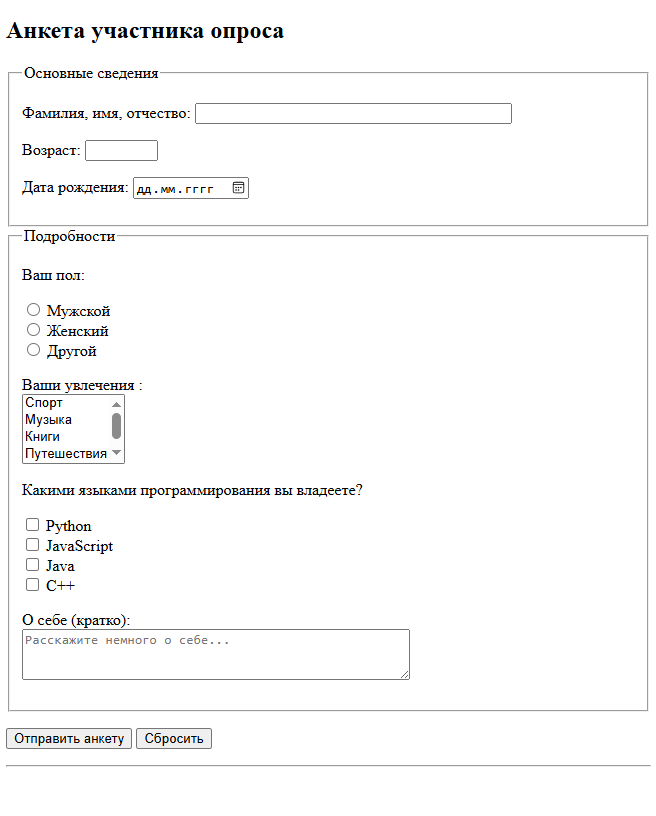 Анкета участника опроса
Основные сведения
Фамилия, имя, отчество:
Возраст:
Дата рождения: дд.мм.гггг
Подробности
Ваш пол:
Мужской
Женский
Другой
Ваши увлечения :
Спорт
Музыка
Книги
Путешествия
Какими языками программирования вы владеете?
Python
JavaScript
Java
C++
О себе (кратко):
Расскажите немного о себе...
Отправить анкету Сбросить